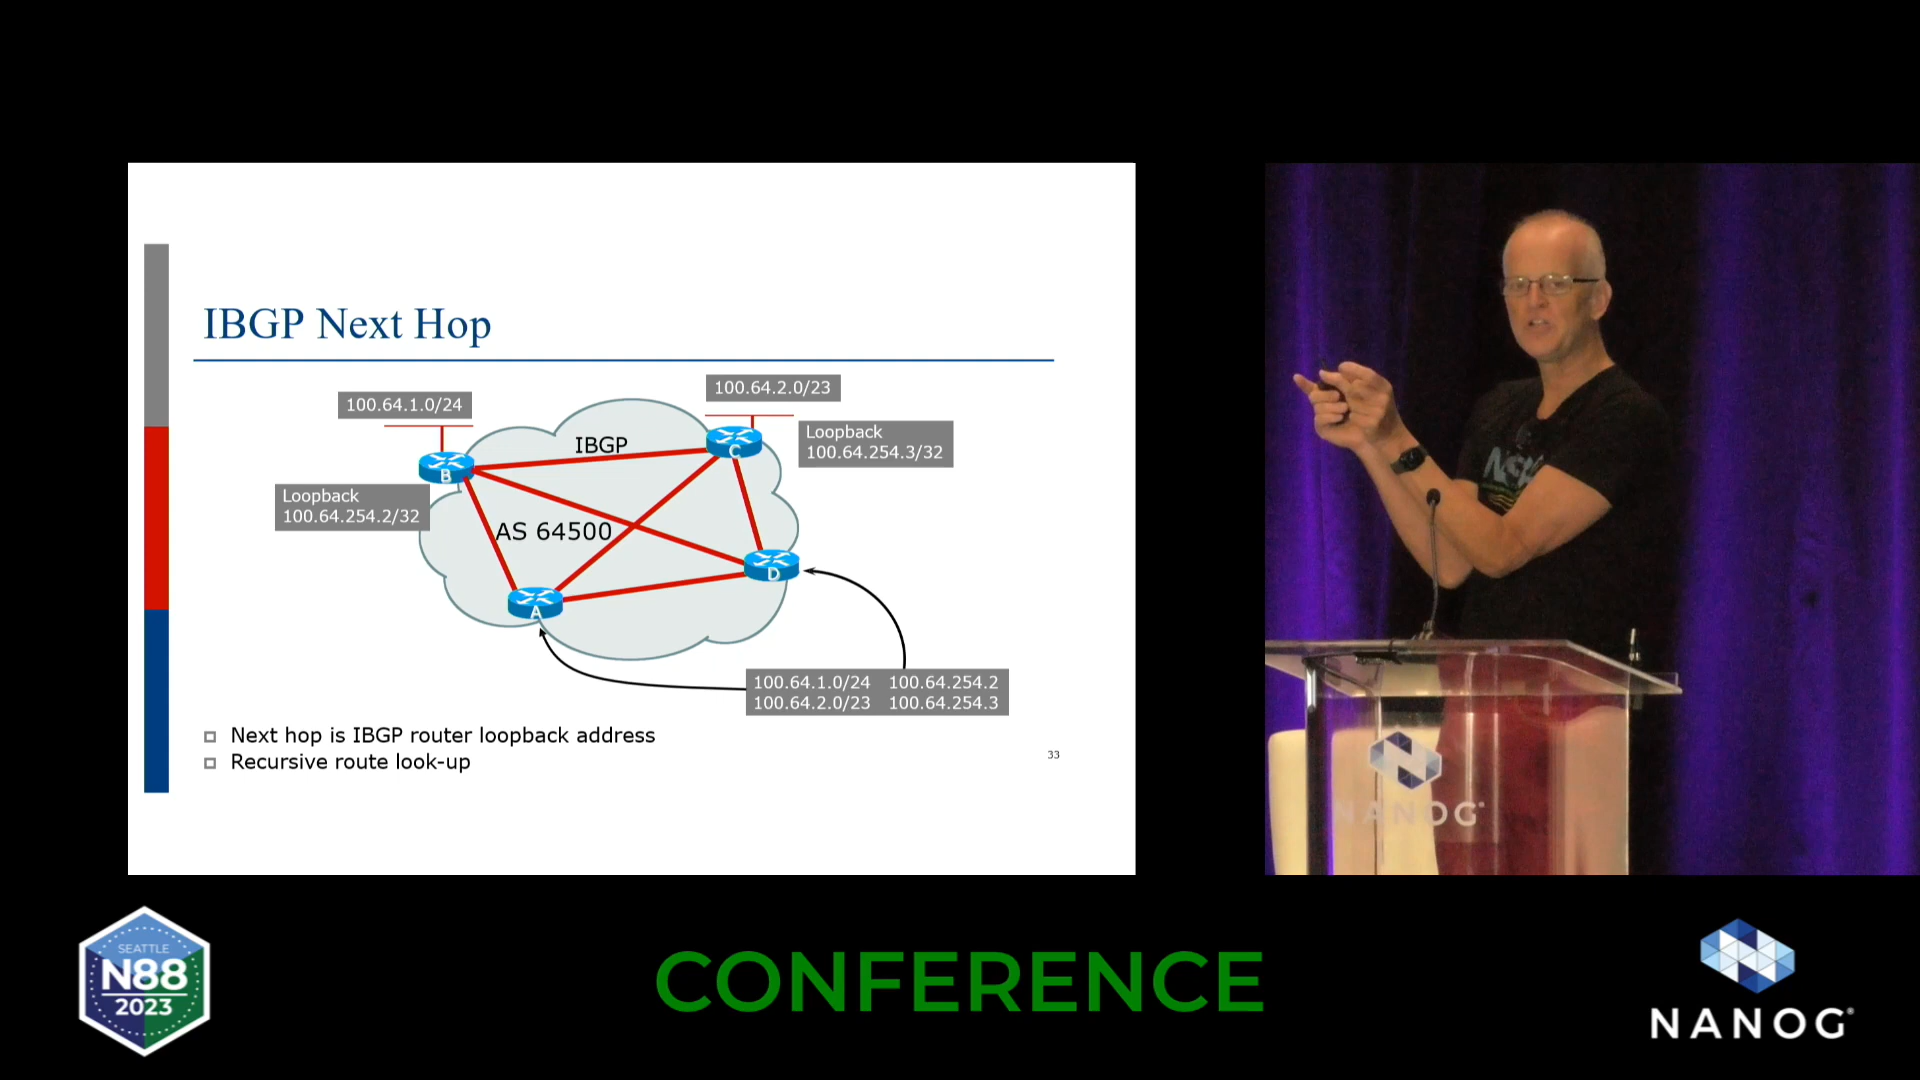 IBGP Next Hop
100.64.1.0/24
100.64.2.0/23
IBGP
C
Loopback
100.64.254.3/32
B
Loopback
100.64.254.2/32
AS 64500
D
A
100.64.1.0/24 100.64.254.2
100.64.2.0/23 100.64.254.3
Next hop is IBGP router loopback address
Recursive route look-up
33
NANOG®
SEATTLE
N88
2023
CONFERENCE
NANOG®